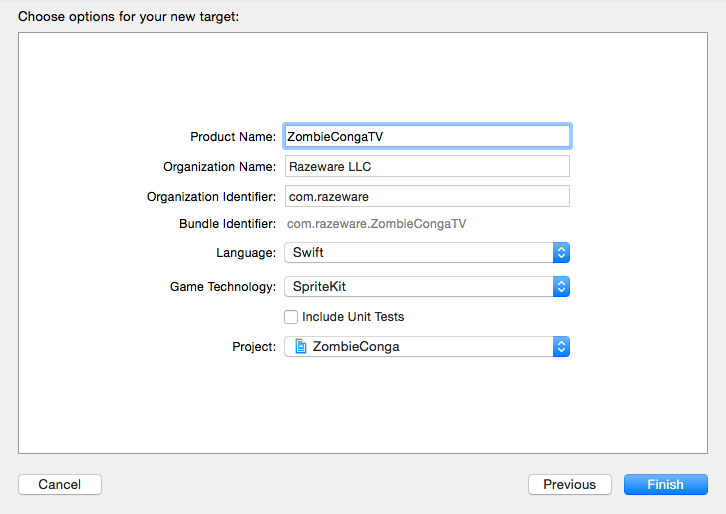 Choose options for your new target:
Product Name: ZombieCongaTV
Organization Name: Razeware LLC
Organization Identifier: com.razeware
Bundle Identifier: com.razeware.ZombieCongaTV
Language: Swift
Game Technology: SpriteKit
Include Unit Tests
Project: ZombieConga
Cancel Previous Finish